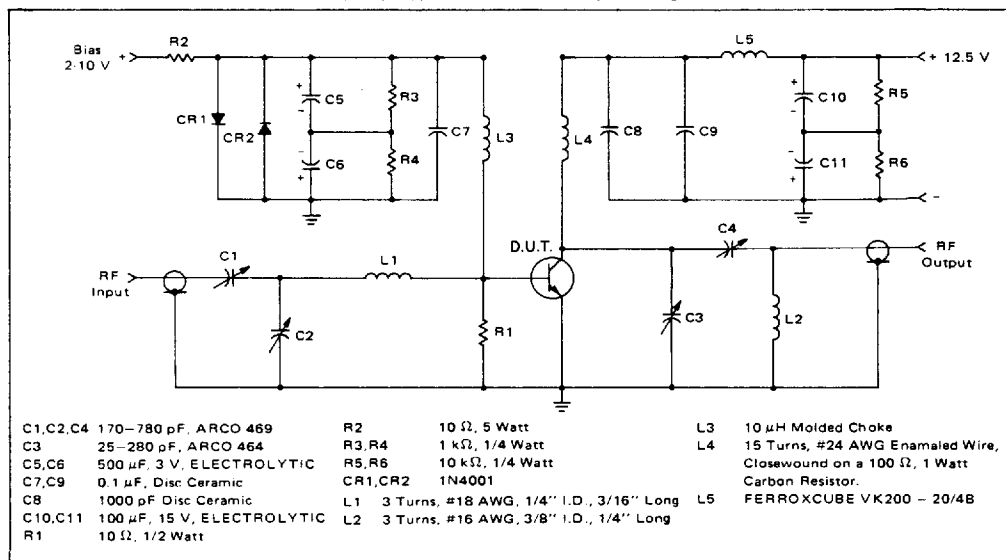 R2
L5
Bias
2-10 V
+
+ 12.5 V
+
C5
-
R3
CR1
CR2
C7
L3
L4
C8
C9
+
C10
-
R5
-
C6
+
R4
-
C11
+
R6
-
D.U.T.
C4
C1
L1
RF
Input
RF
Output
C2
R1
C3
L2
C1,C2,C4 170–780 pF, ARCO 469
C3 25–280 pF, ARCO 464
C5,C6 500 µF, 3 V, ELECTROLYTIC
C7,C9 0.1 µF, Disc Ceramic
C8 1000 pF Disc Ceramic
C10,C11 100 µF, 15 V, ELECTROLYTIC
R1 10 Ω, 1/2 Watt
R2 10 Ω, 5 Watt
R3,R4 1 kΩ, 1/4 Watt
R5,R6 10 kΩ, 1/4 Watt
CR1,CR2 1N4001
L1 3 Turns, #18 AWG, 1/4" I.D., 3/16" Long
L2 3 Turns, #16 AWG, 3/8" I.D., 1/4" Long
L3 10 µH Molded Choke
L4 15 Turns, #24 AWG Enamaled Wire,
Closewound on a 100 Ω, 1 Watt
Carbon Resistor.
L5 FERROXCUBE VK200 – 20/4B